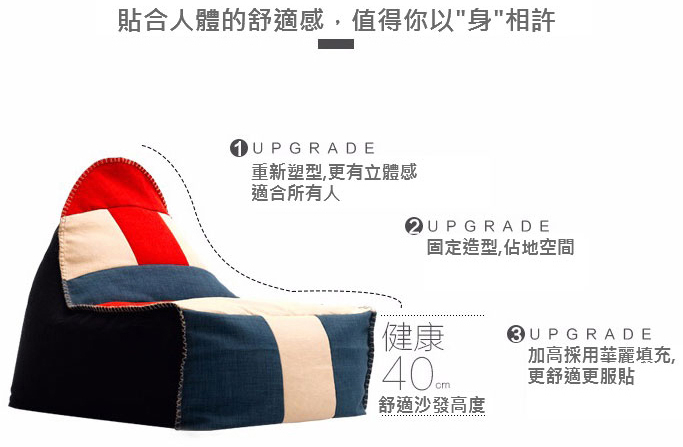 貼合人體的舒適感，值得你以"身"相許
1 UPGRADE
重新塑型,更有立體感
適合所有人
2 UPGRADE
固定造型,佔地空間
健康
40cm
舒適沙發高度
3 UPGRADE
加高採用華麗填充,
更舒適更服貼